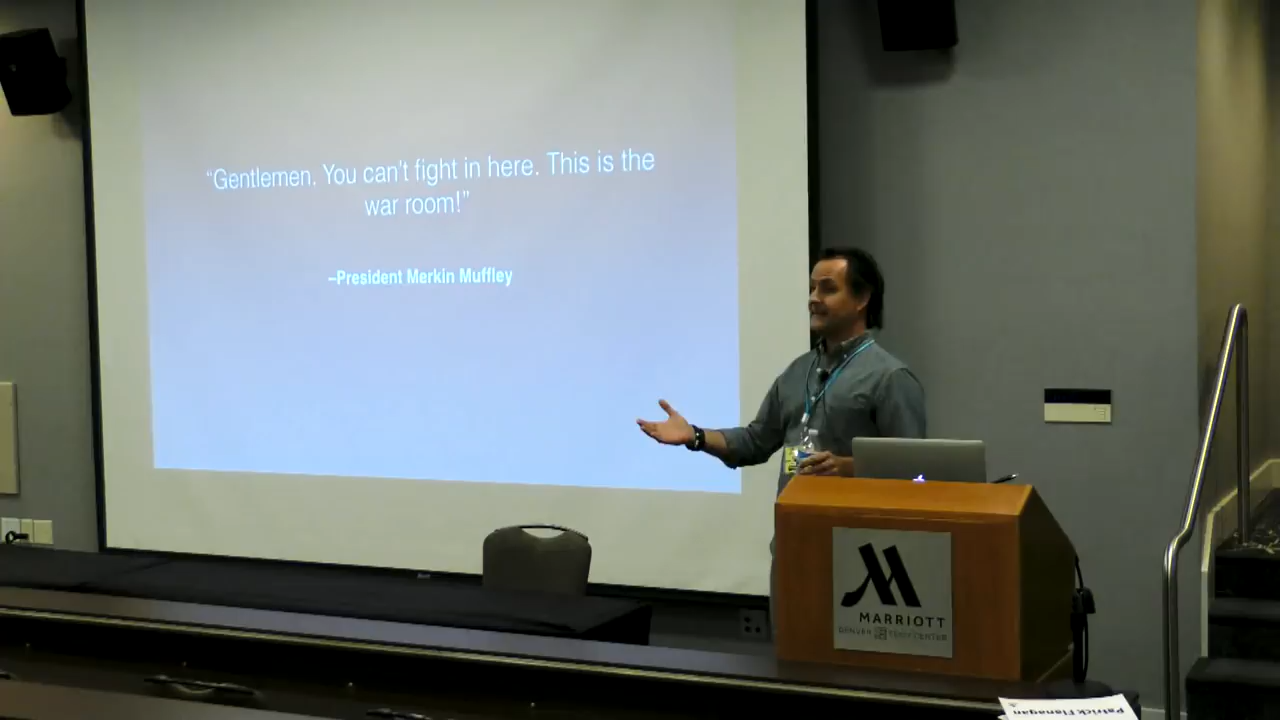 “Gentlemen. You can't fight in here. This is the
war room!”
–President Merkin Muffley
MARRIOTT
DENVER TECH CENTER
Patrick Flanagan